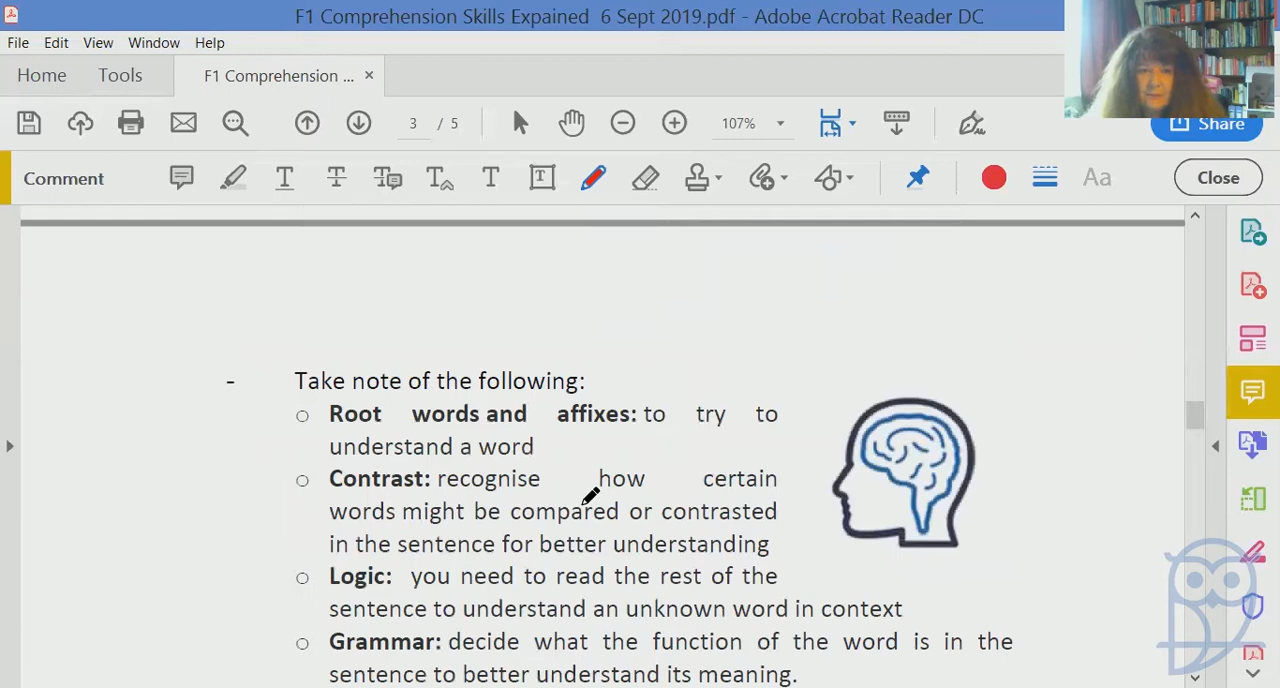 F1 Comprehension Skills Expained 6 Sept 2019.pdf - Adobe Acrobat Reader DC
File Edit View Window Help
Home Tools F1 Comprehension ... ×
3 / 5 107% Share
Comment T T T T T T Aa Close
- Take note of the following:
○ Root words and affixes: to try to
understand a word
○ Contrast: recognise how certain
words might be compared or contrasted
in the sentence for better understanding
○ Logic: you need to read the rest of the
sentence to understand an unknown word in context
○ Grammar: decide what the function of the word is in the
sentence to better understand its meaning.